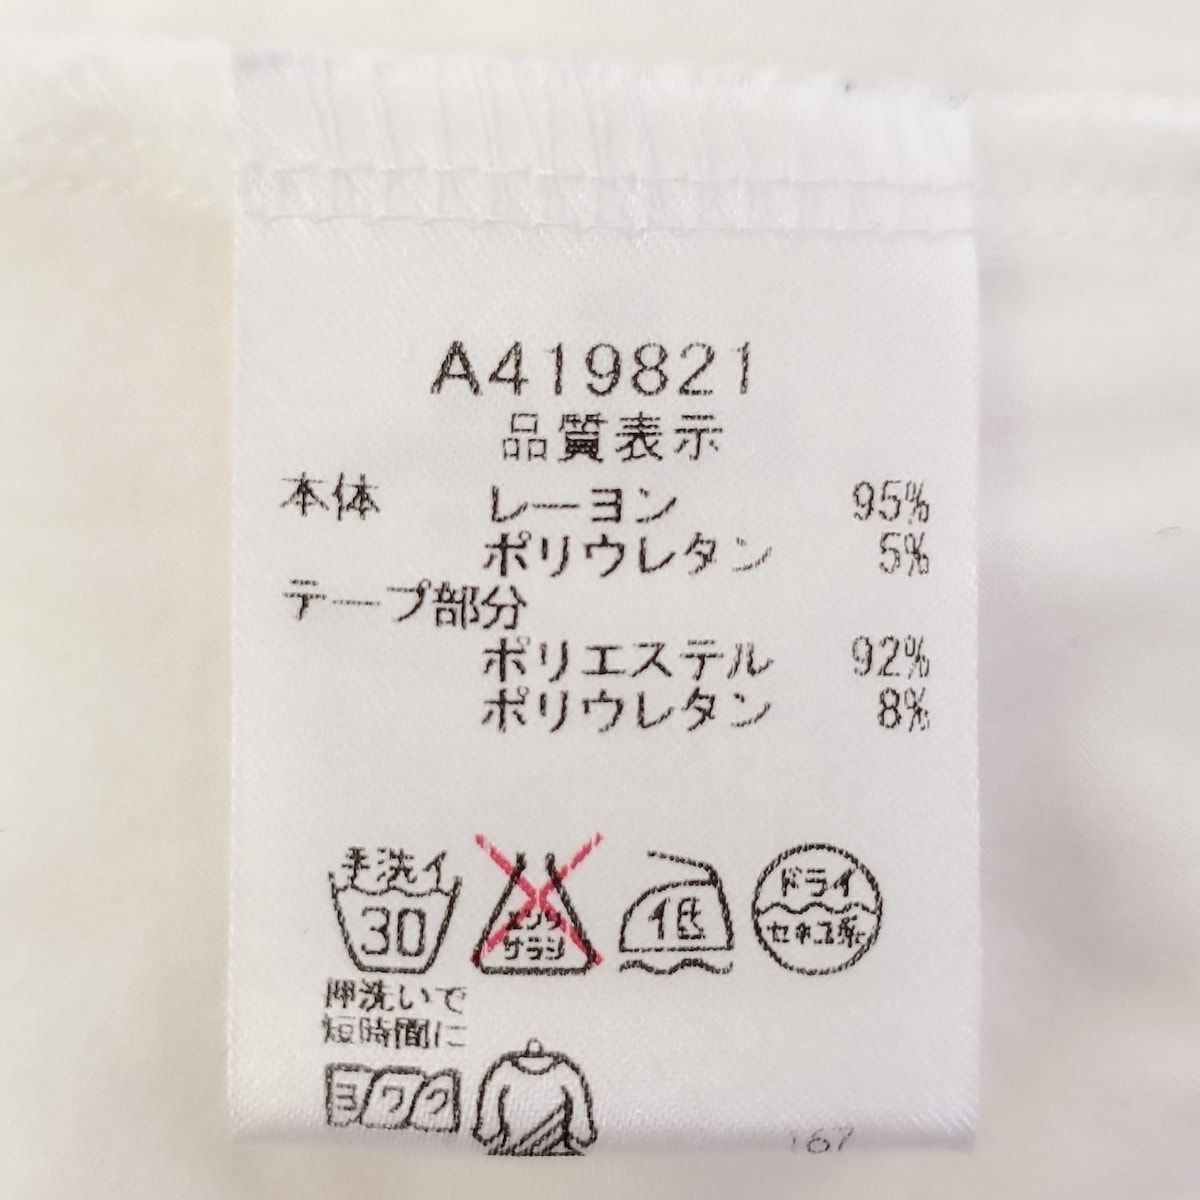 A419821
品質表示
本体 レーヨン 95%
ポリウレタン 5%
テープ部分
ポリエステル 92%
ポリウレタン 8%
手洗イ 30
エンソサラシ
低
ドライ
セキユ系
押洗いで
短時間に
ヨワク
167